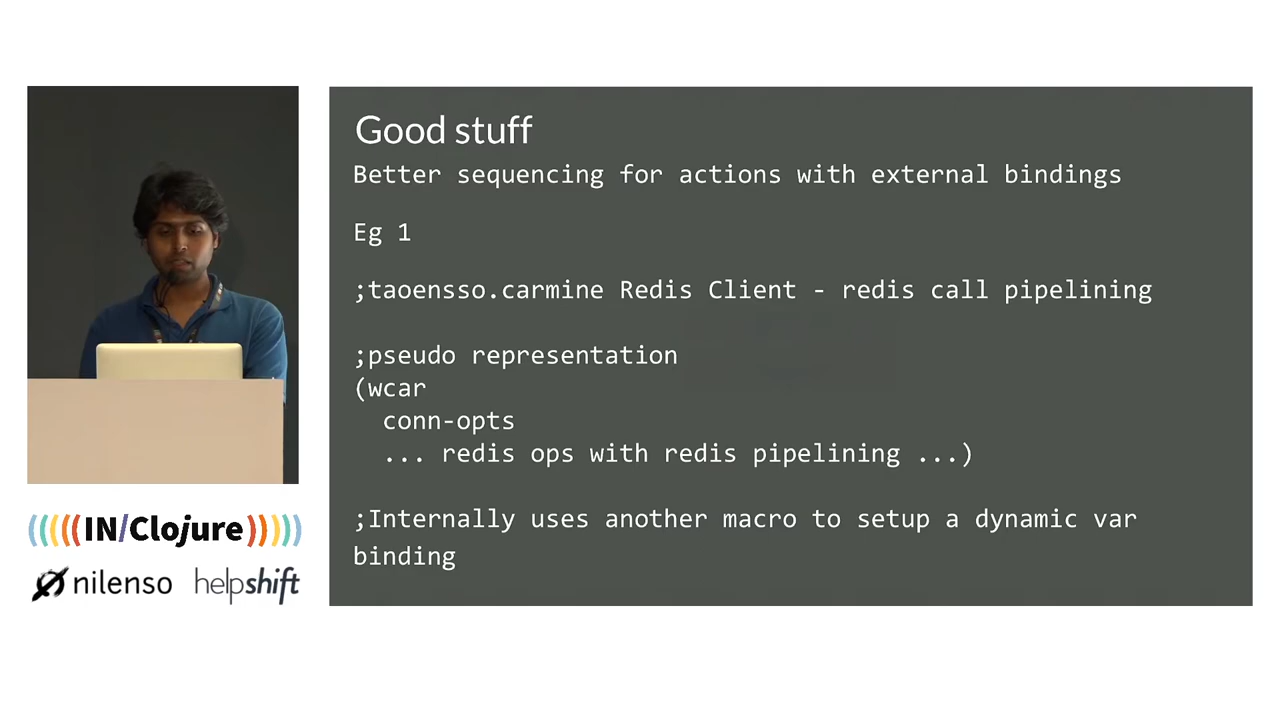 Good stuff
Better sequencing for actions with external bindings
Eg 1
;taoensso.carmine Redis Client - redis call pipelining
;pseudo representation
(wcar
  conn-opts
  ... redis ops with redis pipelining ...)
;Internally uses another macro to setup a dynamic var
binding
(((((IN/Clojure)))))
nilenso helpshift